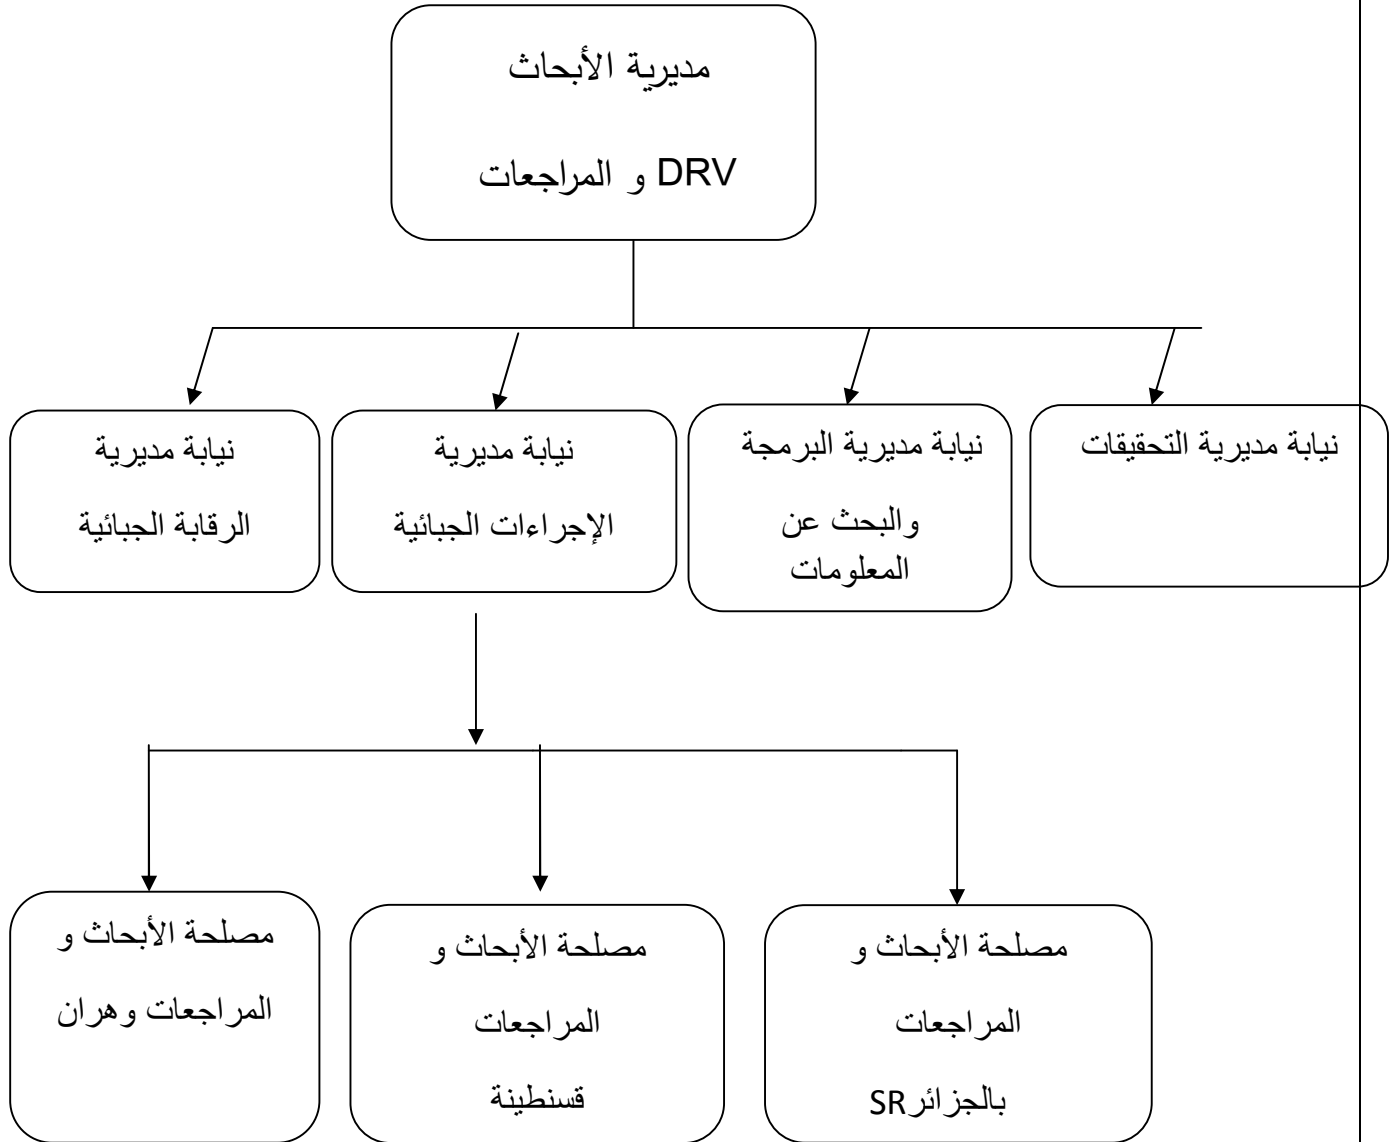 مديرية الأبحاث
و المراجعات DRV
نيابة مديرية التحقيقات
نيابة مديرية البرمجة
والبحث عن
المعلومات
نيابة مديرية
الإجراءات الجبائية
نيابة مديرية
الرقابة الجبائية
مصلحة الأبحاث و
المراجعات
بالجزائرSR
مصلحة الأبحاث و
المراجعات
قسنطينة
مصلحة الأبحاث و
المراجعات وهران